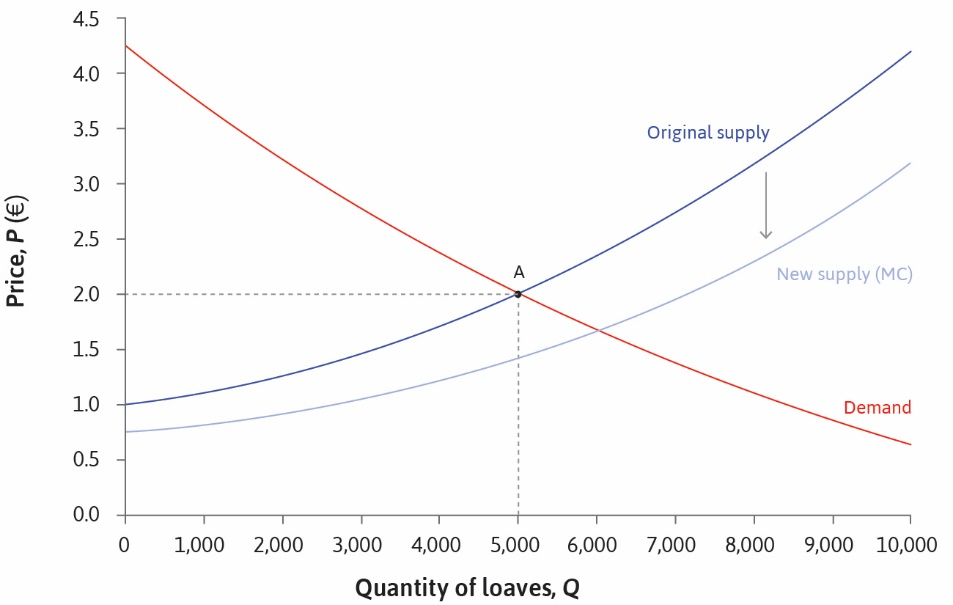 4.5
4.0
3.5
3.0
2.5
2.0
1.5
1.0
0.5
0.0
Price, P (€)
Original supply
A
New supply (MC)
Demand
0 1,000 2,000 3,000 4,000 5,000 6,000 7,000 8,000 9,000 10,000
Quantity of loaves, Q